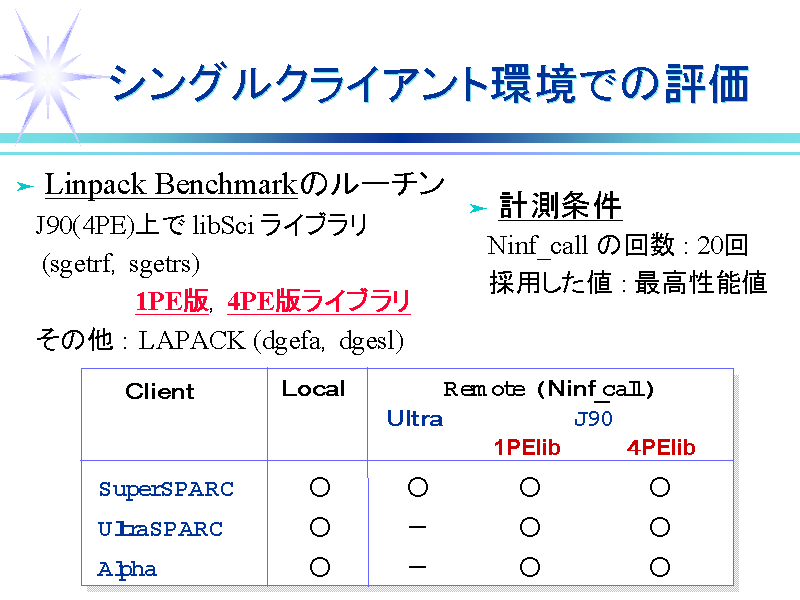 シングルクライアント環境での評価
➢ Linpack Benchmarkのルーチン
J90(4PE)上で libSci ライブラリ
(sgetrf, sgetrs)
1PE版, 4PE版ライブラリ
その他 : LAPACK (dgefa, dgesl)
➢ 計測条件
Ninf_call の回数 : 20回
採用した値 : 最高性能値
Client Local Remote (Ninf_call)
Ultra J90
1PElib 4PElib
SuperSPARC ○ ○ ○ ○
UltraSPARC ○ － ○ ○
Alpha ○ － ○ ○